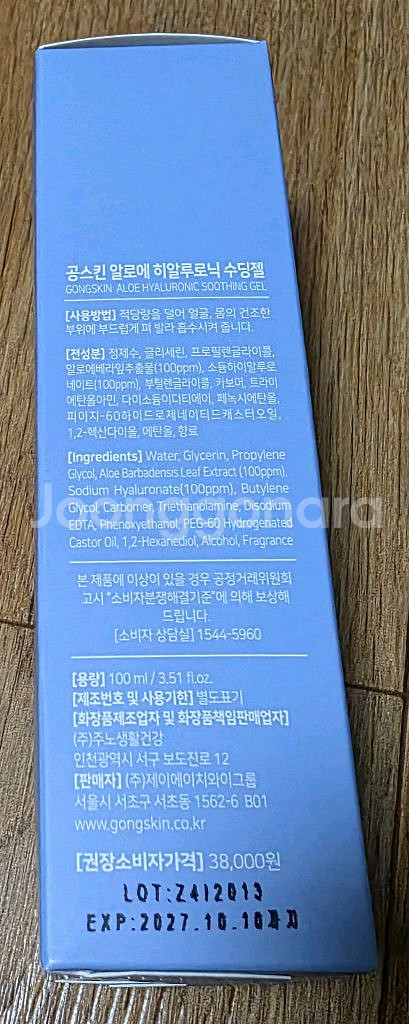 공스킨 알로에 히알루로닉 수딩젤
GONGSKIN ALOE HYALURONIC SOOTHING GEL
[사용방법] 적당량을 덜어 얼굴, 몸의 건조한
부위에 부드럽게 펴 발라 흡수시켜 줍니다.
[전성분] 정제수, 글리세린, 프로필렌글라이콜,
알로에베라잎추출물(100ppm), 소듐하이알루로
네이트(100ppm), 부틸렌글라이콜, 카보머, 트라이
에탄올아민, 다이소듐이디티에이, 페녹시에탄올,
피이지-60하이드로제네이티드캐스터오일,
1,2-헥산다이올, 에탄올, 향료
[Ingredients] Water, Glycerin, Propylene
Glycol, Aloe Barbadensis Leaf Extract (100ppm),
Sodium Hyaluronate(100ppm), Butylene
Glycol, Carbomer, Triethanolamine, Disodium
EDTA, Phenoxyethanol, PEG-60 Hydrogenated
Castor Oil, 1,2-Hexanediol, Alcohol, Fragrance
본 제품에 이상이 있을 경우 공정거래위원회
고시 "소비자분쟁해결기준"에 의해 보상해
드립니다.
[소비자 상담실] 1544-5960
[용량] 100 ml / 3.51 fl.oz.
[제조번호 및 사용기한] 별도표기
[화장품제조업자 및 화장품책임판매업자]
(주)주노생활건강
인천광역시 서구 보도진로 12
[판매자] (주)제이에이치와이그룹
서울시 서초구 서초동 1562-6 B01
www.gongskin.co.kr
[권장소비자가격] 38,000원
LOT:Z412013
EXP:2027.10.16까지